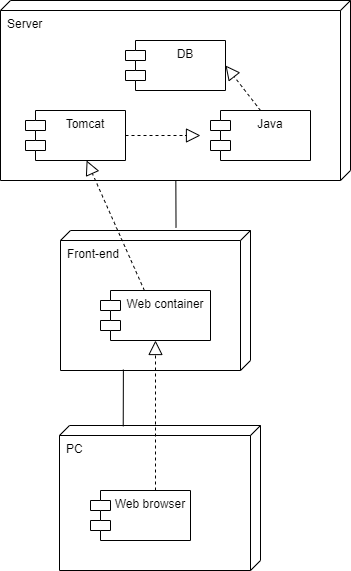 Server
DB
Tomcat
Java
Front-end
Web container
PC
Web browser